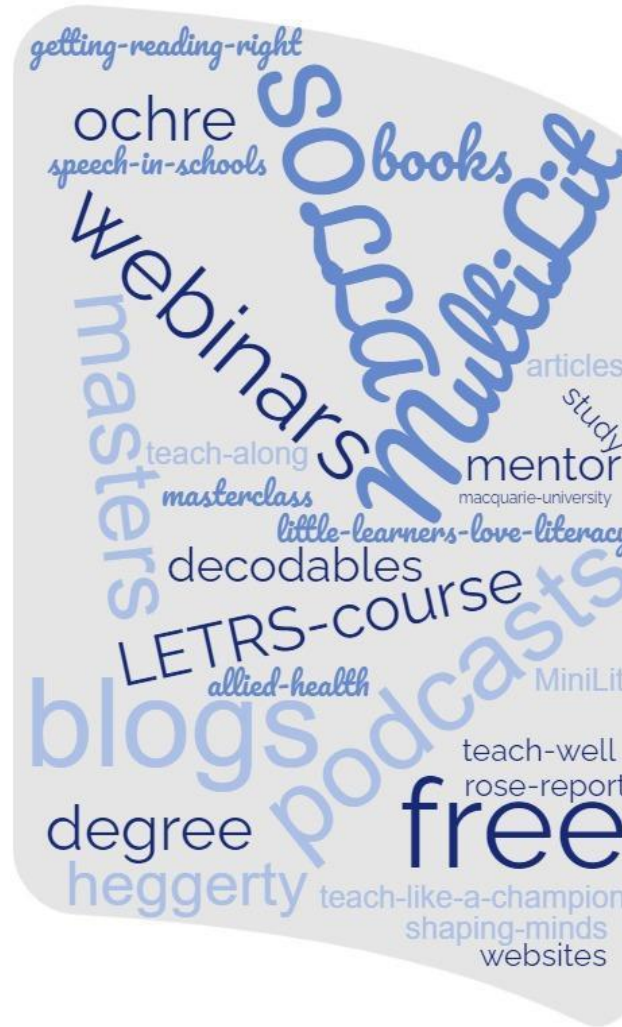 getting-reading-right
ochre
speech-in-schools
SOLLA
books
MultiLit
webinars
masters
articles
study
teach-along
mentor
masterclass
macquarie-university
little-learners-love-literacy
decodables
LETRS-course
allied-health
podcasts
MiniLit
blogs
teach-well
rose-report
free
degree
heggerty
teach-like-a-champion
shaping-minds
websites